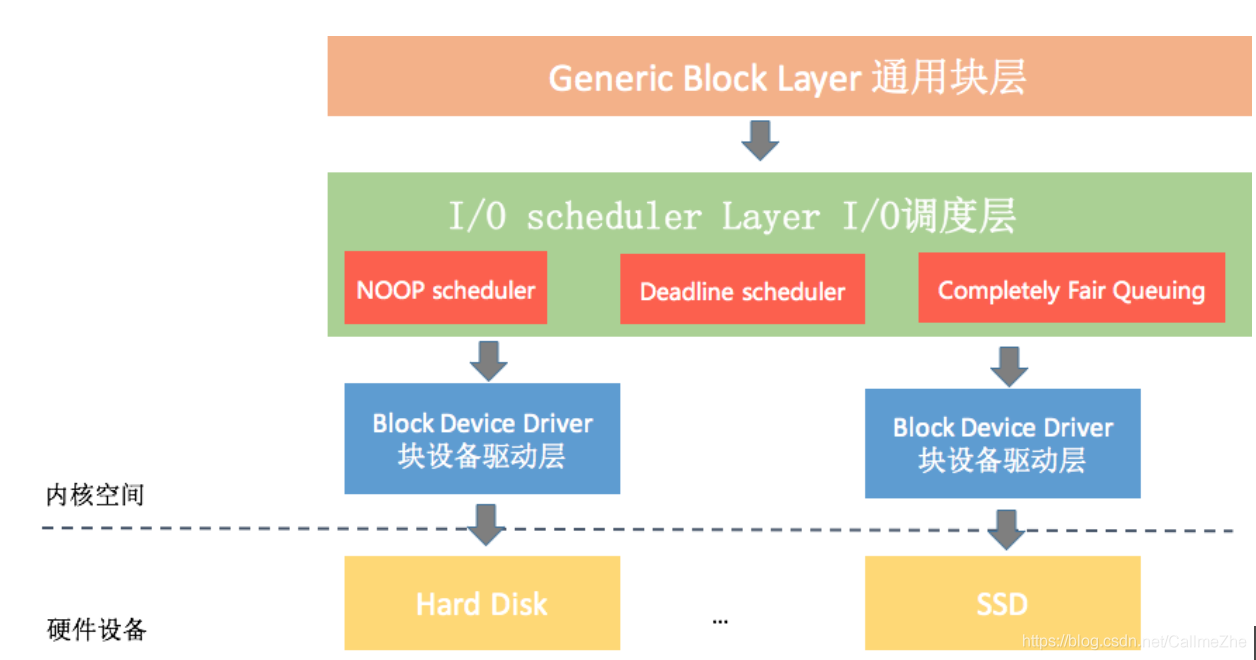 Generic Block Layer 通用块层
I/O scheduler Layer I/O调度层
NOOP scheduler
Deadline scheduler
Completely Fair Queuing
Block Device Driver
块设备驱动层
Block Device Driver
块设备驱动层
内核空间
Hard Disk
...
SSD
硬件设备
https://blog.csdn.net/CallmeZhe